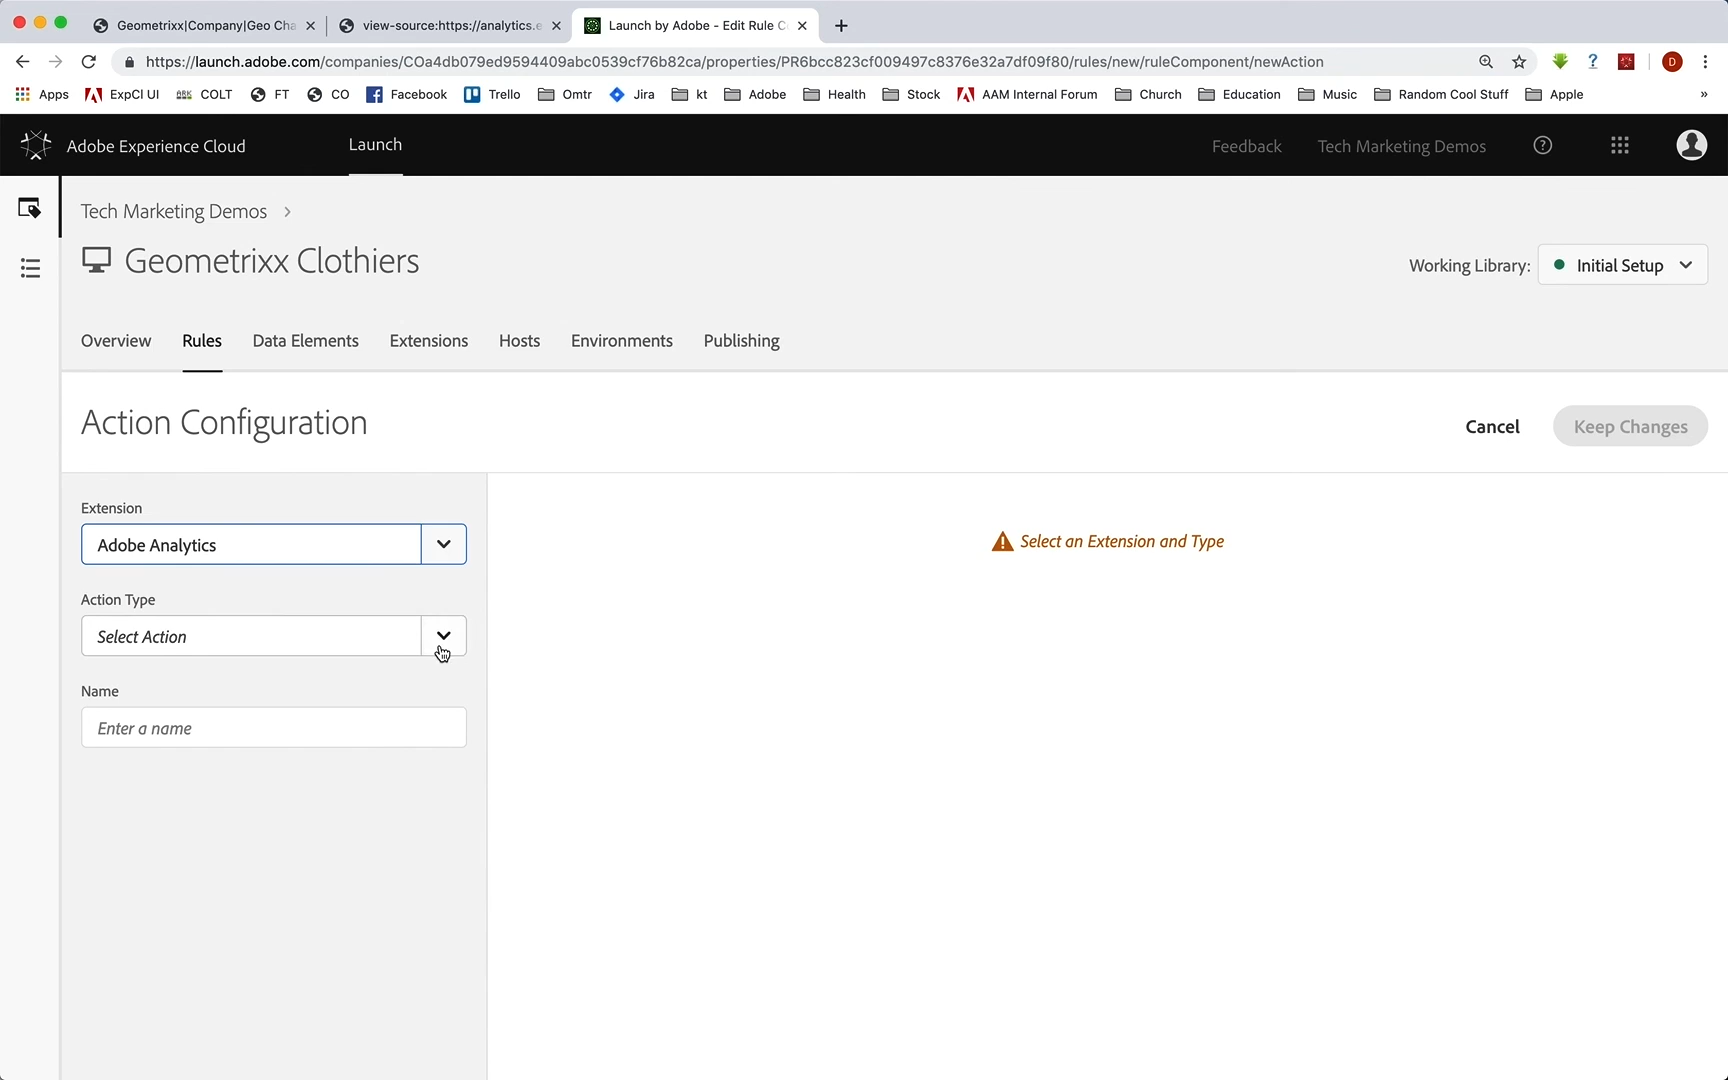 Geometrixx|Company|Geo Cha
view-source:https://analytics.e
Launch by Adobe - Edit Rule C
https://launch.adobe.com/companies/COa4db079ed9594409abc0539cf76b82ca/properties/PR6bcc823cf009497c8376e32a7df09f80/rules/new/ruleComponent/newAction
D
Apps ExpCl UI COLT FT CO Facebook Trello Omtr Jira kt Adobe Health Stock AAM Internal Forum Church Education Music Random Cool Stuff Apple »
Adobe Experience Cloud Launch Feedback Tech Marketing Demos
Tech Marketing Demos >
Geometrixx Clothiers
Working Library: Initial Setup
Overview Rules Data Elements Extensions Hosts Environments Publishing
Action Configuration
Cancel Keep Changes
Extension
Adobe Analytics
Select an Extension and Type
Action Type
Select Action
Name
Enter a name